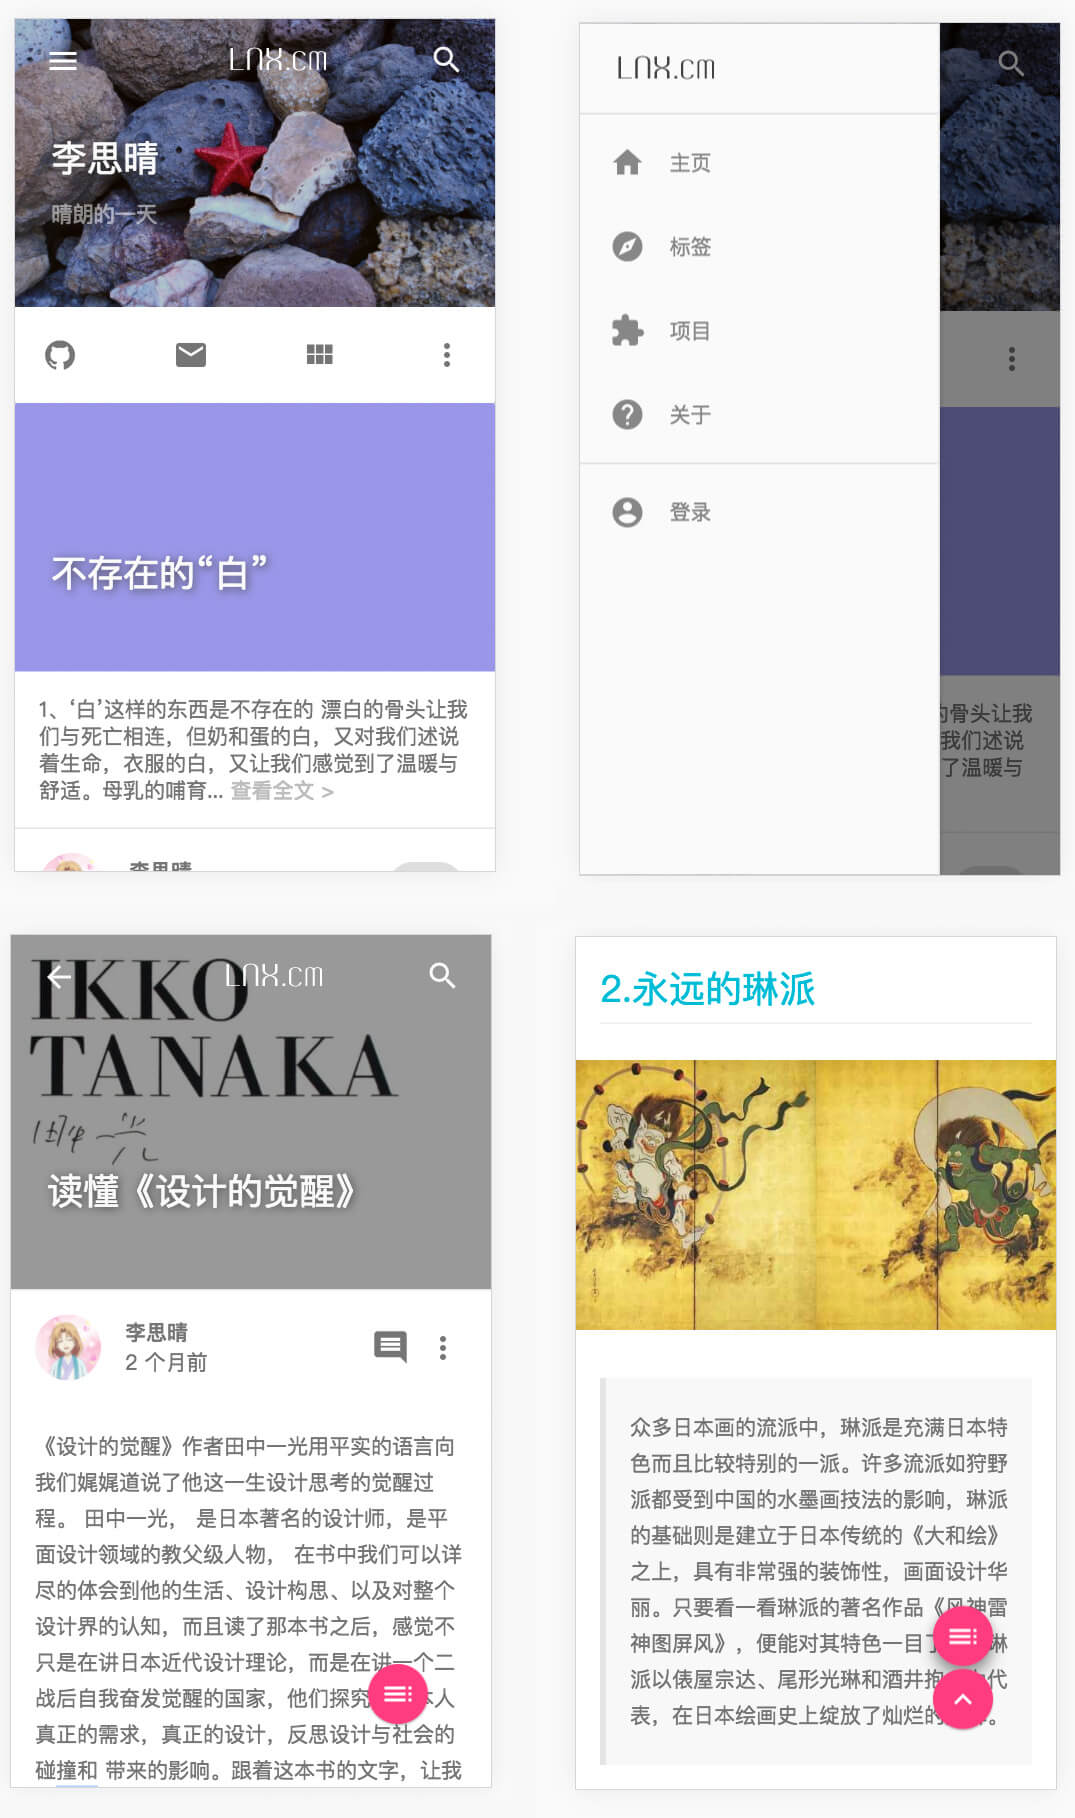 LNX.cm
李思晴
晴朗的一天
不存在的“白”
1、‘白’这样的东西是不存在的 漂白的骨头让我
们与死亡相连，但奶和蛋的白，又对我们述说
着生命，衣服的白，又让我们感觉到了温暖与
舒适。母乳的哺育... 查看全文 >
李思晴
LNX.cm
主页
标签
项目
关于
登录
的骨头让我
我们述说
了温暖与
LNX.cm
IKKO
TANAKA
读懂《设计的觉醒》
李思晴
2 个月前
《设计的觉醒》作者田中一光用平实的语言向
我们娓娓道说了他这一生设计思考的觉醒过
程。 田中一光， 是日本著名的设计师，是平
面设计领域的教父级人物， 在书中我们可以详
尽的体会到他的生活、设计构思、以及对整个
设计界的认知，而且读了那本书之后，感觉不
只是在讲日本近代设计理论，而是在讲一个二
战后自我奋发觉醒的国家，他们探究 本人
真正的需求，真正的设计，反思设计与社会的
碰撞和 带来的影响。跟着这本书的文字，让我
2.永远的琳派
众多日本画的流派中，琳派是充满日本特
色而且比较特别的一派。许多流派如狩野
派都受到中国的水墨画技法的影响，琳派
的基础则是建立于日本传统的《大和绘》
之上，具有非常强的装饰性，画面设计华
丽。只要看一看琳派的著名作品《风神雷
神图屏风》，便能对其特色一目了 琳
派以俵屋宗达、尾形光琳和酒井抱 代
表，在日本绘画史上绽放了灿烂的 。